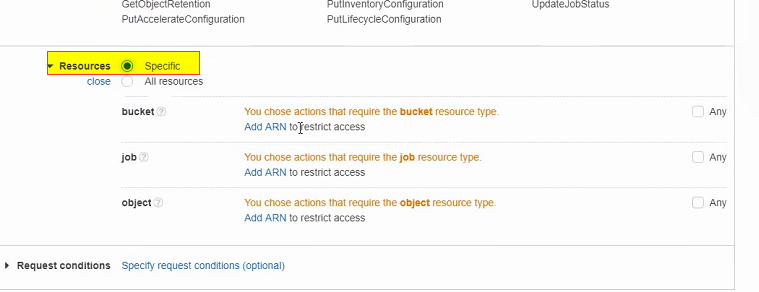 GetObjectRetention PutInventoryConfiguration UpdateJobStatus
PutAccelerateConfiguration PutLifecycleConfiguration
Resources Specific
close All resources
bucket You chose actions that require the bucket resource type. Any
Add ARN to restrict access
job You chose actions that require the job resource type. Any
Add ARN to restrict access
object You chose actions that require the object resource type. Any
Add ARN to restrict access
Request conditions Specify request conditions (optional)